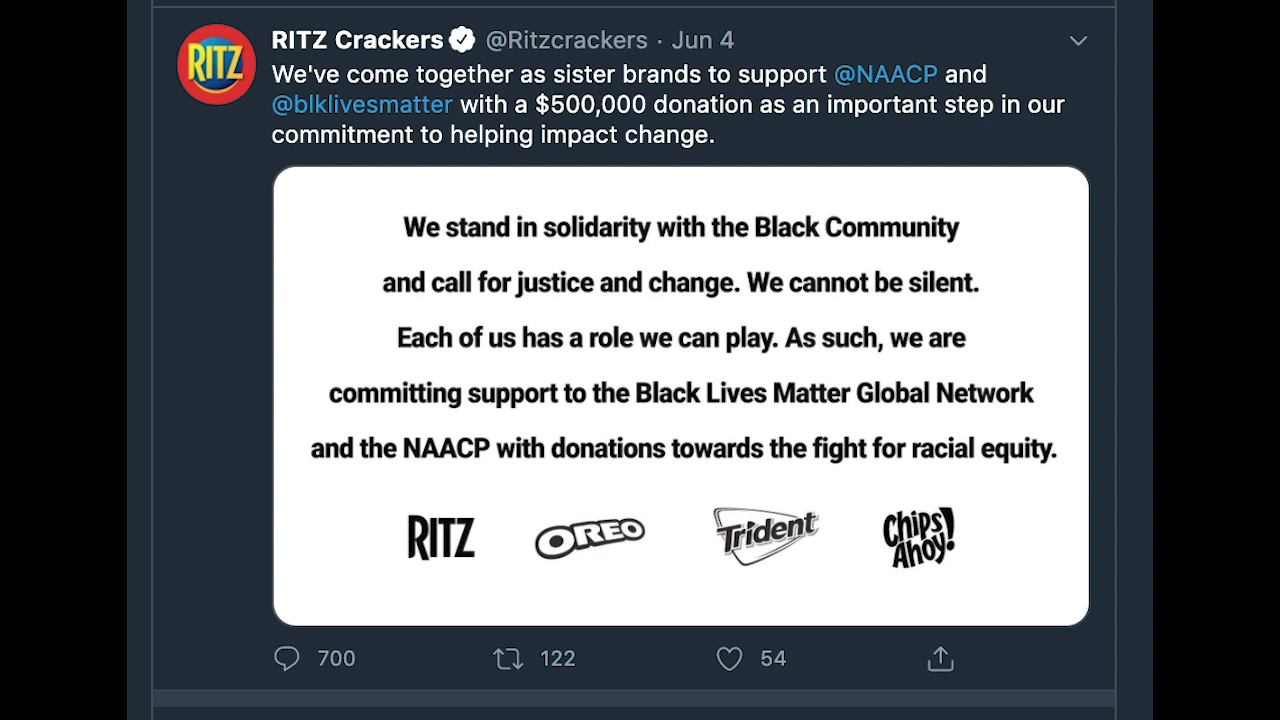 RITZ
RITZ Crackers @Ritzcrackers · Jun 4
We've come together as sister brands to support @NAACP and
@blklivesmatter with a $500,000 donation as an important step in our
commitment to helping impact change.
We stand in solidarity with the Black Community
and call for justice and change. We cannot be silent.
Each of us has a role we can play. As such, we are
committing support to the Black Lives Matter Global Network
and the NAACP with donations towards the fight for racial equity.
RITZ OREO Trident Chips Ahoy!
700 122 54